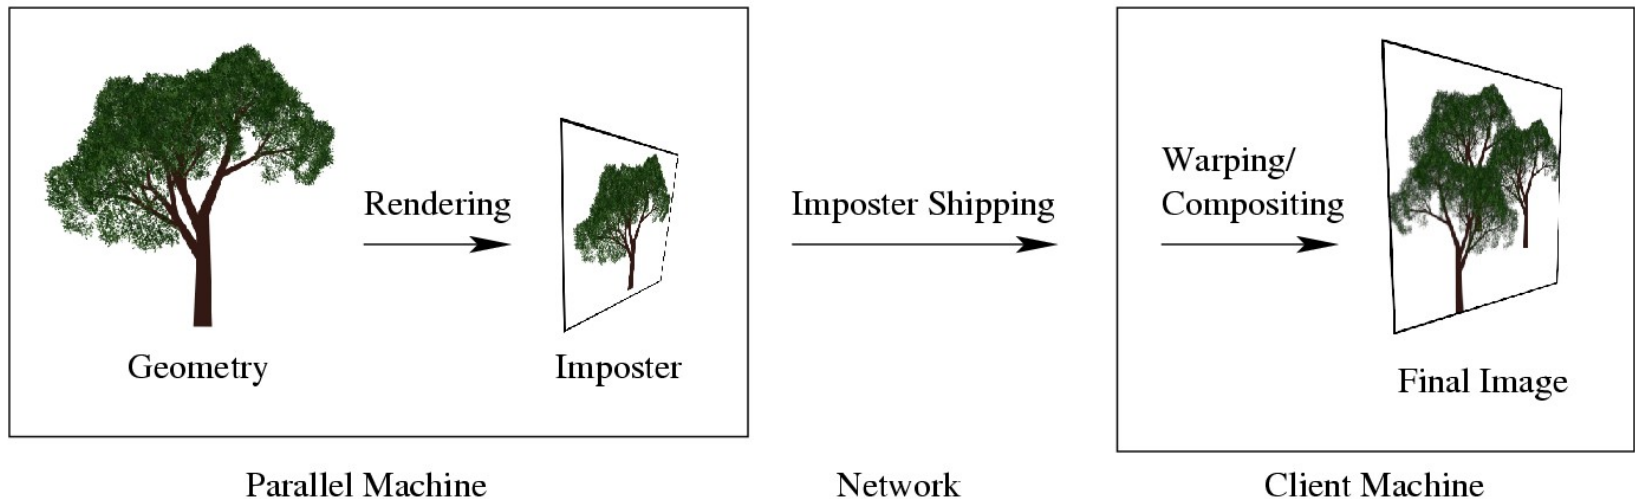 Rendering
Geometry
Imposter
Imposter Shipping
Warping/
Compositing
Final Image
Parallel Machine
Network
Client Machine